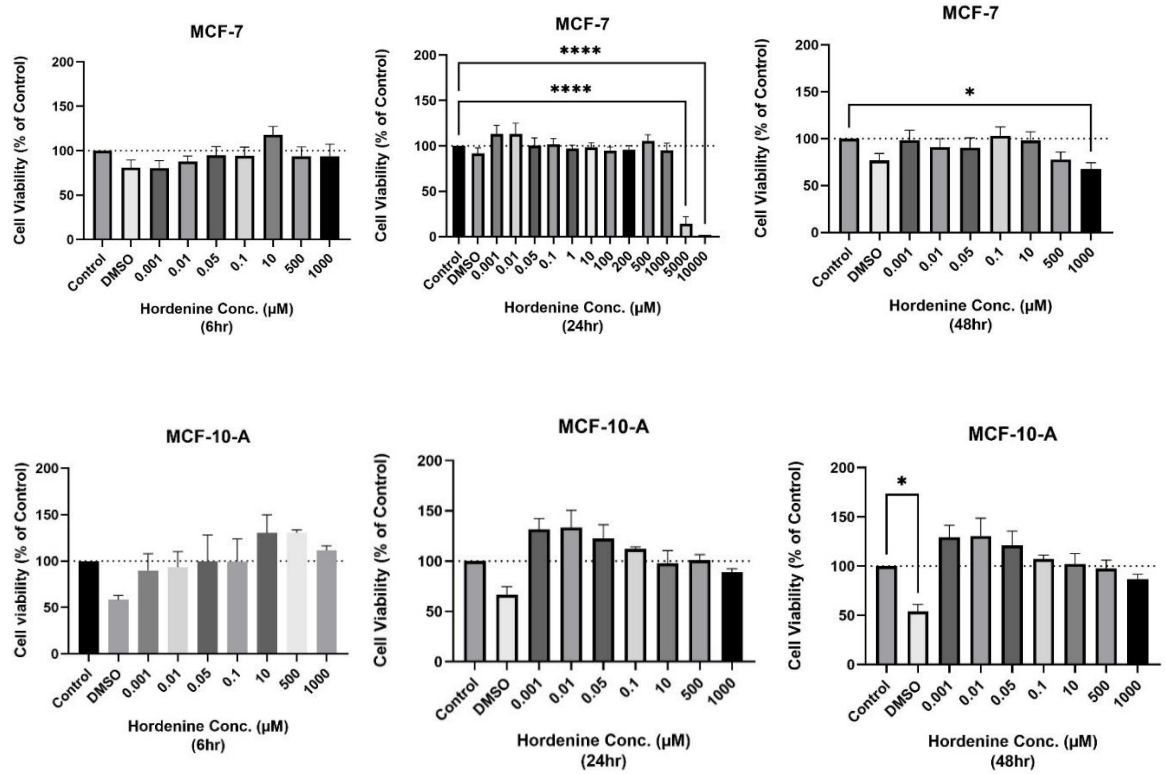 MCF-7
Cell Viability (% of Control)
200
150
100
50
0
Control
DMSO
0.001
0.01
0.05
0.1
10
500
1000
Hordenine Conc. (µM)
(6hr)
MCF-7
Cell Viability (% of Control)
200
150
100
50
0
****
****
Control
DMSO
0.001
0.01
0.05
0.1
1
10
100
200
500
1000
5000
10000
Hordenine Conc. (µM)
(24hr)
MCF-7
Cell Viability (% of Control)
200
150
100
50
0
*
Control
DMSO
0.001
0.01
0.05
0.1
10
500
1000
Hordenine Conc. (µM)
(48hr)
MCF-10-A
Cell viability (% of Control)
200
150
100
50
0
Control
DMSO
0.001
0.01
0.05
0.1
10
500
1000
Hordenine Conc. (µM)
(6hr)
MCF-10-A
Cell Viability (% of Control)
200
150
100
50
0
Control
DMSO
0.001
0.01
0.05
0.1
10
500
1000
Hordenine Conc. (µM)
(24hr)
MCF-10-A
Cell Viability (% of Control)
200
150
100
50
0
*
Control
DMSO
0.001
0.01
0.05
0.1
10
500
1000
Hordenine Conc. (µM)
(48hr)